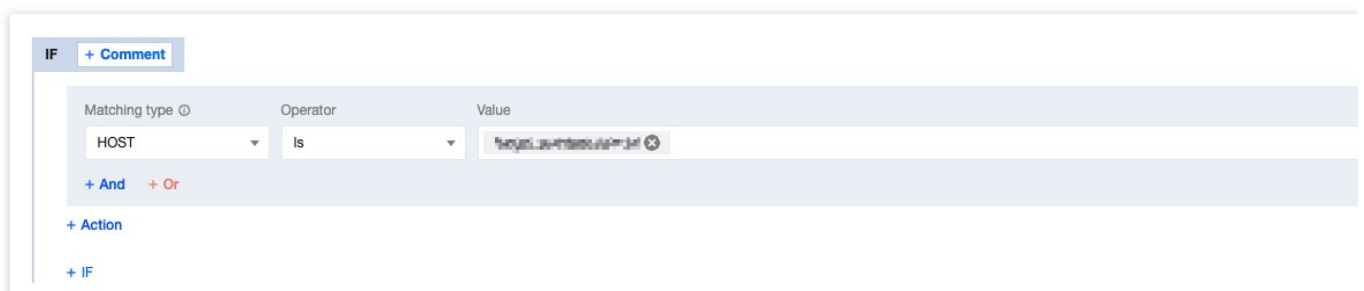 IF + Comment
Matching type Operator Value
HOST Is
+ And + Or
+ Action
+ IF